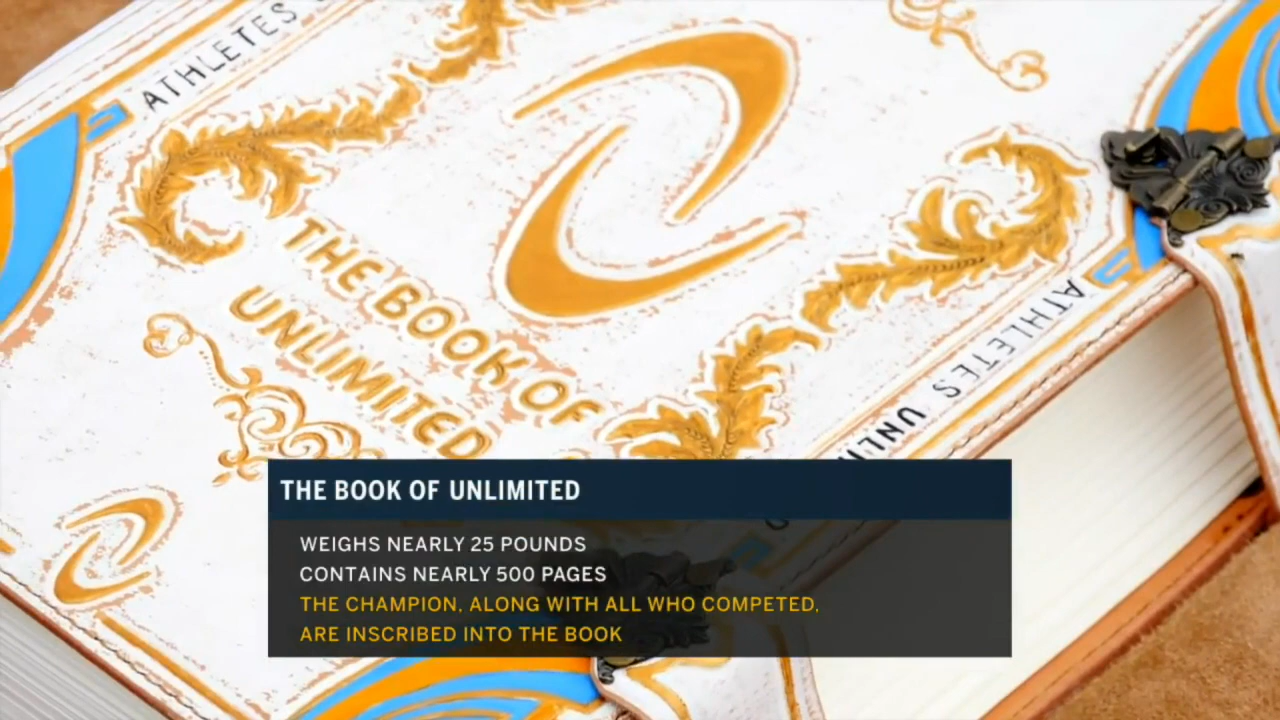 ATHLETES
THE BOOK OF
UNLIMITED
ATHLETES
THE BOOK OF UNLIMITED
WEIGHS NEARLY 25 POUNDS
CONTAINS NEARLY 500 PAGES
THE CHAMPION, ALONG WITH ALL WHO COMPETED,
ARE INSCRIBED INTO THE BOOK